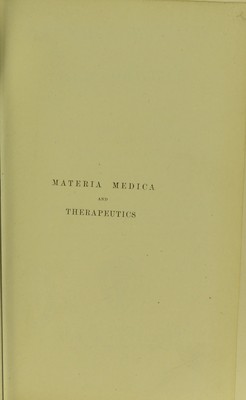 MATERIA MEDICA
AND
THERAPEUTICS